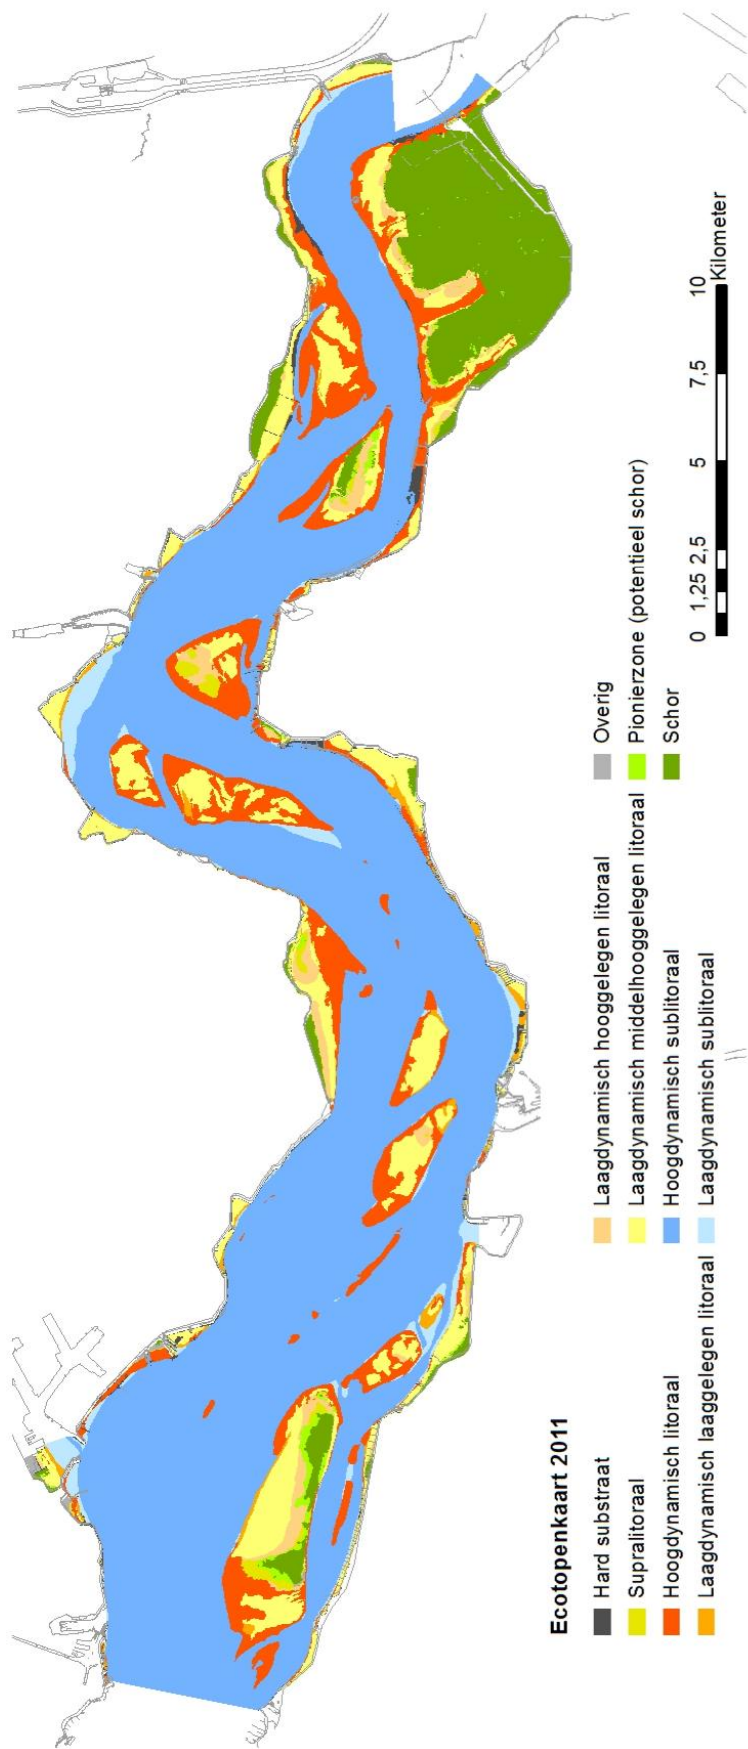 Ecotopenkaart 2011
Hard substraat
Supralitoraal
Hoogdynamisch litoraal
Laagdynamisch laaggelegen litoraal
Laagdynamisch hooggelegen litoraal
Laagdynamisch middelhooggelegen litoraal
Hoogdynamisch sublitoraal
Laagdynamisch sublitoraal
Overig
Pionierzone (potentieel schor)
Schor
0 1,25 2,5 5 7,5 10
Kilometer